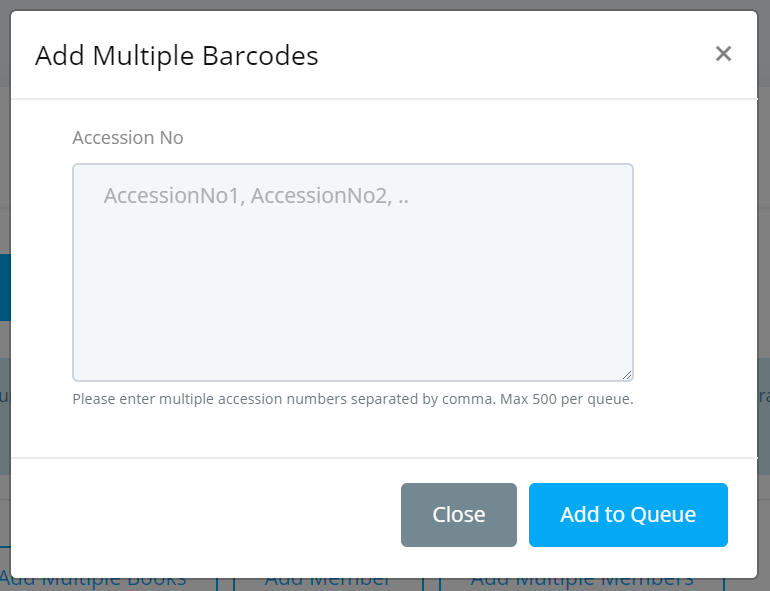 Add Multiple Barcodes
×
Accession No
AccessionNo1, AccessionNo2, ..
Please enter multiple accession numbers separated by comma. Max 500 per queue.
Close
Add to Queue
Add Multiple Books
Add Member
Add Multiple Members